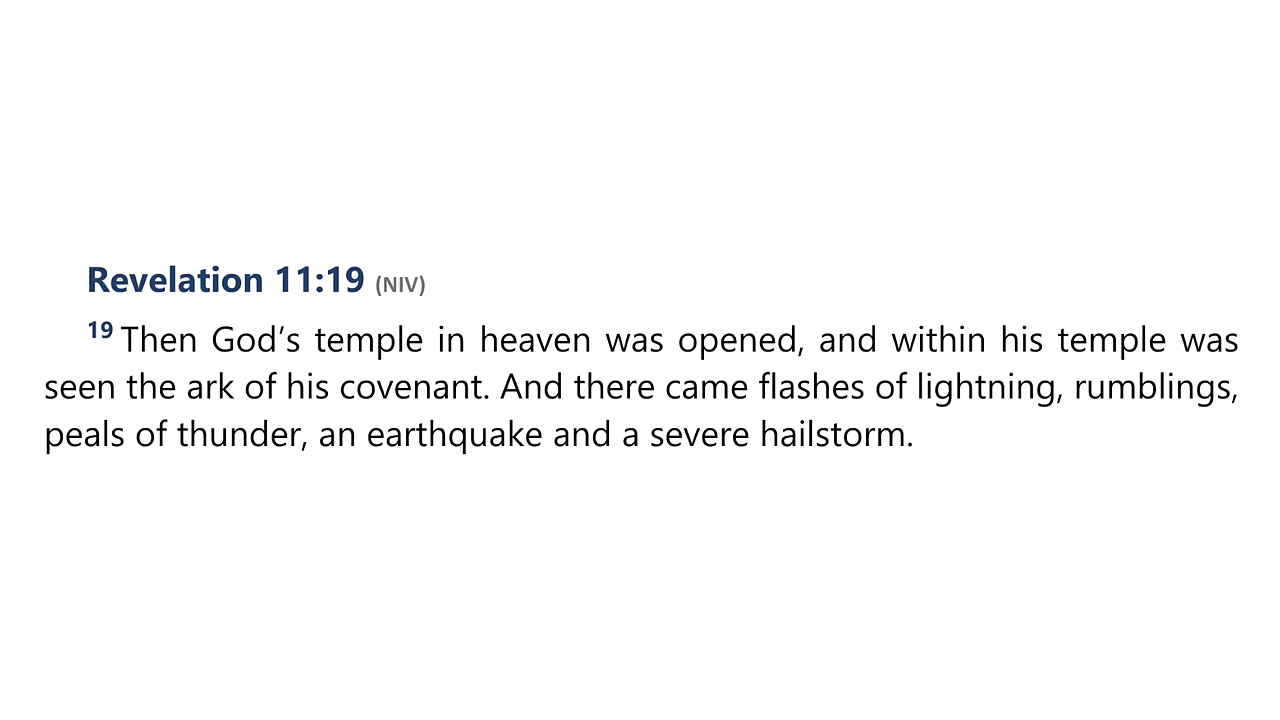 Revelation 11:19 (NIV)
19 Then God’s temple in heaven was opened, and within his temple was
seen the ark of his covenant. And there came flashes of lightning, rumblings,
peals of thunder, an earthquake and a severe hailstorm.